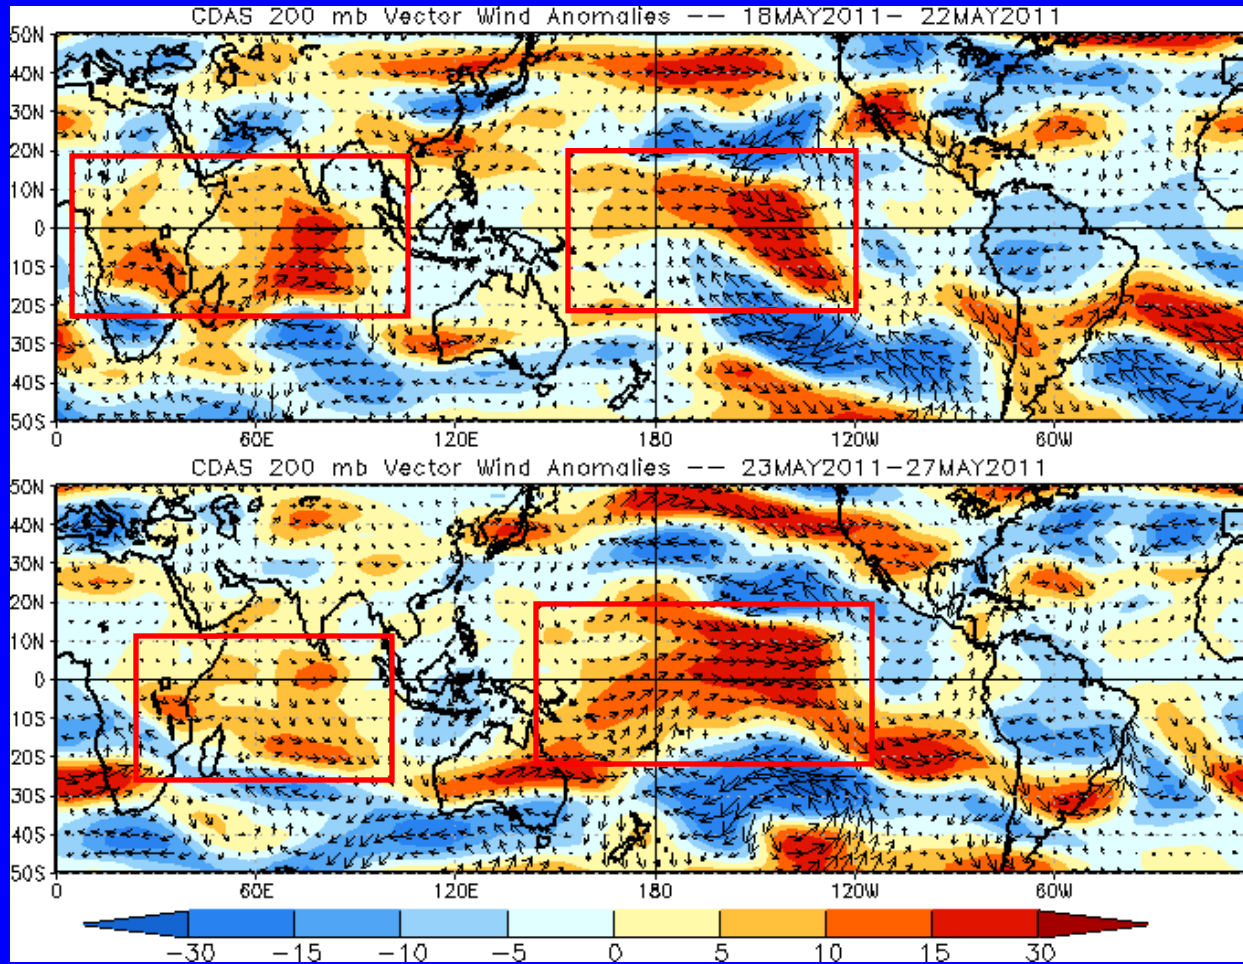 CDAS 200 mb Vector Wind Anomalies -- 18MAY2011- 22MAY2011
50N
40N
30N
20N
10N
0
10S
20S
30S
40S
50S
0 60E 120E 180 120W 60W
CDAS 200 mb Vector Wind Anomalies -- 23MAY2011-27MAY2011
50N
40N
30N
20N
10N
0
10S
20S
30S
40S
50S
0 60E 120E 180 120W 60W
-30 -15 -10 -5 0 5 10 15 30